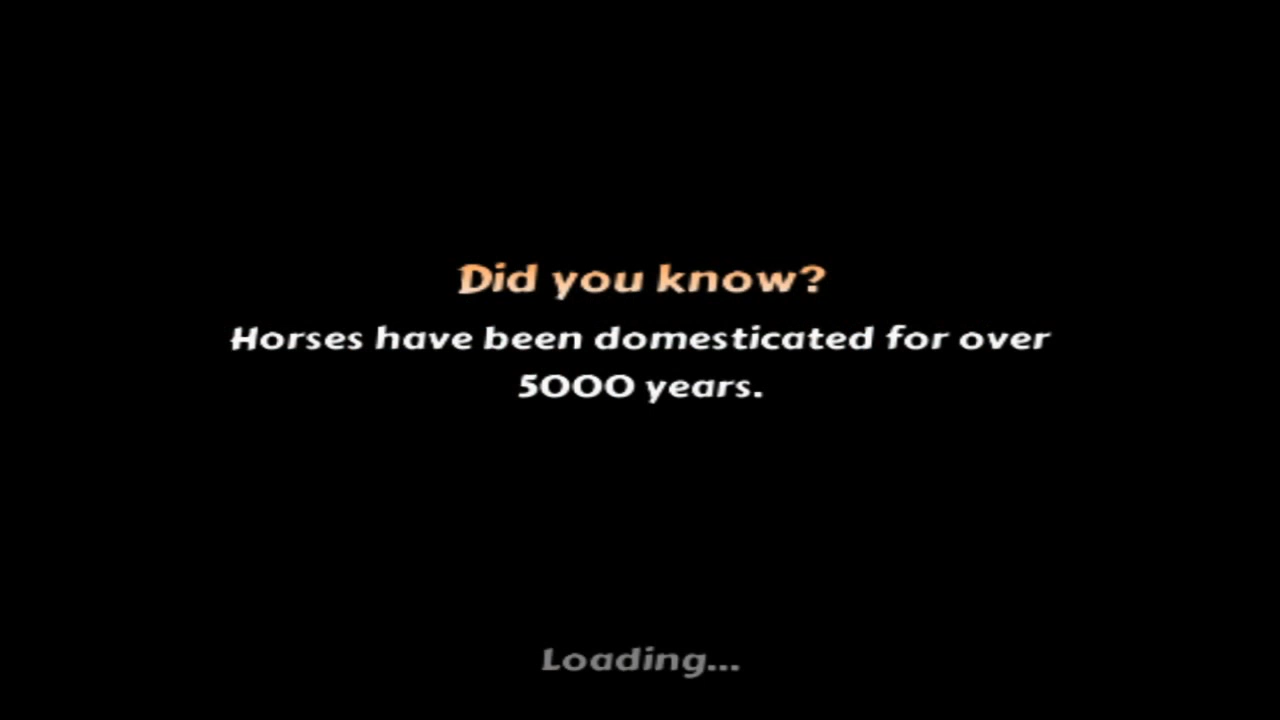 Did you know?
Horses have been domesticated for over
5000 years.
Loading...